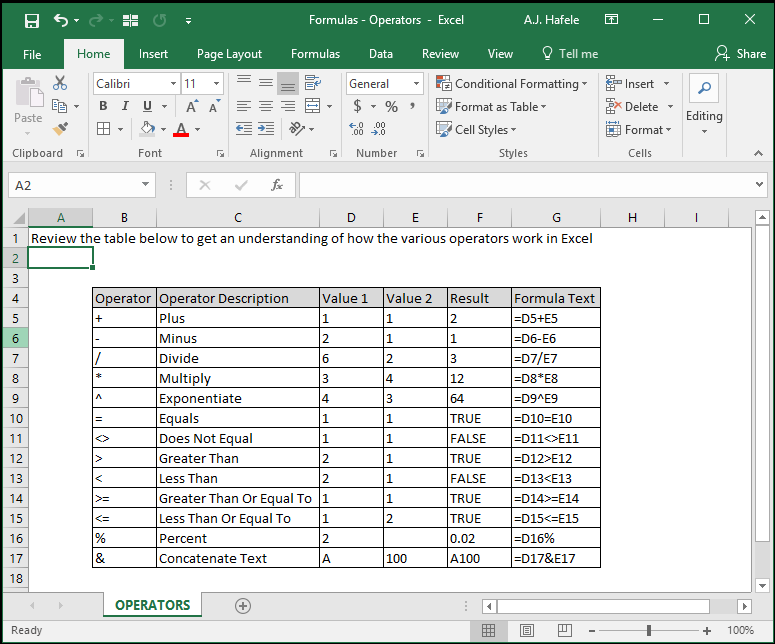 Formulas - Operators - Excel A.J. Hafele
File Home Insert Page Layout Formulas Data Review View Tell me Share
Paste
Clipboard
Calibri 11
B I U A A
A
Font
Alignment
General
$ % ,
.00 .0
.0 .00
Number
Conditional Formatting
Format as Table
Cell Styles
Styles
Insert
Delete
Format
Cells
Editing
A2 fx
A B C D E F G H I
1 Review the table below to get an understanding of how the various operators work in Excel
2
3
4 Operator Operator Description Value 1 Value 2 Result Formula Text
5 + Plus 1 1 2 =D5+E5
6 - Minus 2 1 1 =D6-E6
7 / Divide 6 2 3 =D7/E7
8 * Multiply 3 4 12 =D8*E8
9 ^ Exponentiate 4 3 64 =D9^E9
10 = Equals 1 1 TRUE =D10=E10
11 <> Does Not Equal 1 1 FALSE =D11<>E11
12 > Greater Than 2 1 TRUE =D12>E12
13 < Less Than 2 1 FALSE =D13<E13
14 >= Greater Than Or Equal To 1 1 TRUE =D14>=E14
15 <= Less Than Or Equal To 1 2 TRUE =D15<=E15
16 % Percent 2 0.02 =D16%
17 & Concatenate Text A 100 A100 =D17&E17
18
OPERATORS
Ready 100%